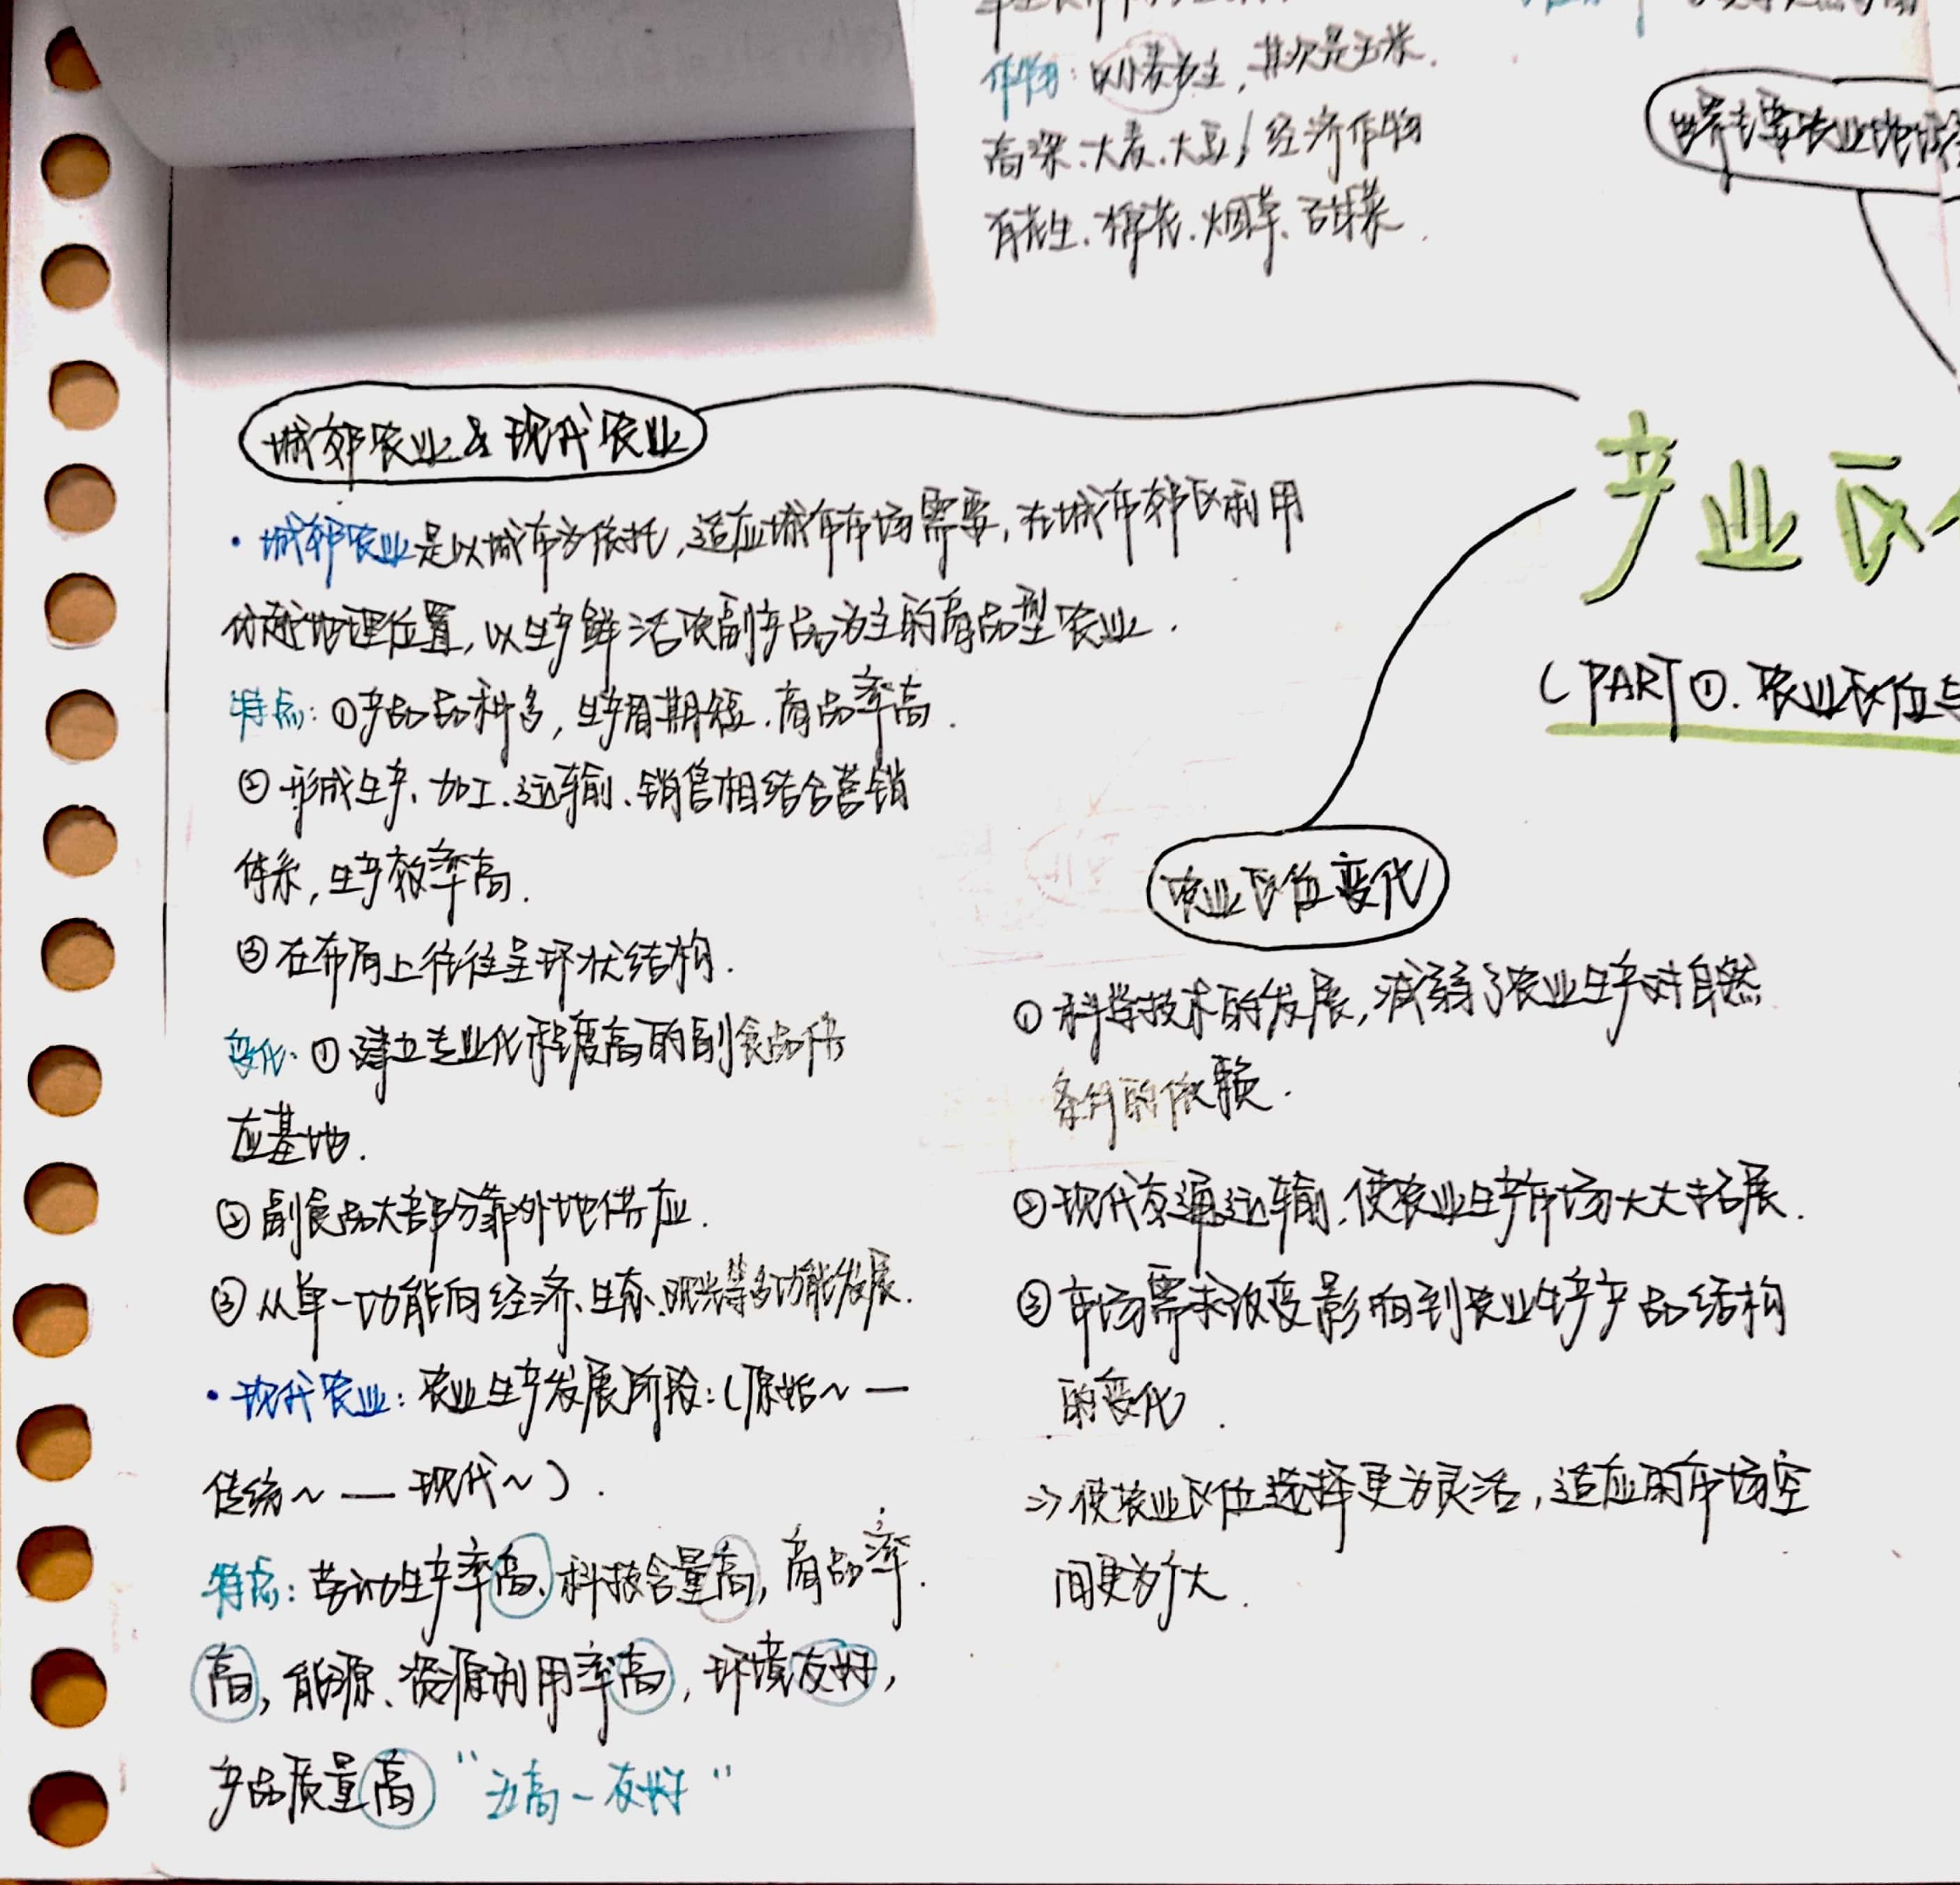 作物：以小麦为主，其次是玉米.
高粱.大麦.大豆/经济作物
有花生.棉花.烟草.甜菜.
世界主要农业地域
城郊农业&现代农业
产业区
·城郊农业是以城市为依托,适应城市市场需要,在城市郊区利用
优越地理位置,以生产鲜活农副产品为主的商品型农业.
(PART①.农业区位与
特点:①产品品种多,生产周期短.商品率高.
②形成生产、加工.运输、销售相结合营销
体系,生产效率高.
③在布局上往往呈环状结构.
变化:①建立专业化程度高的副食品供
应基地.
②副食品大部分靠外地供应.
③从单一功能向经济、生态、观光等多功能发展.
·现代农业:农业生产发展阶段:(原始～—
传统～—现代～).
特点:劳动生产率高、科技含量高,商品率
高,能源、资源利用率高,环境友好,
产品质量高 “五高一友好”
农业区位变化
①科学技术的发展,减弱了农业生产对自然
条件的依赖.
②现代交通运输,使农业生产市场大大拓展.
③市场需求改变影响到农业生产产品结构
的变化.
⇒使农业区位选择更为灵活,适应的市场空
间更为扩大.